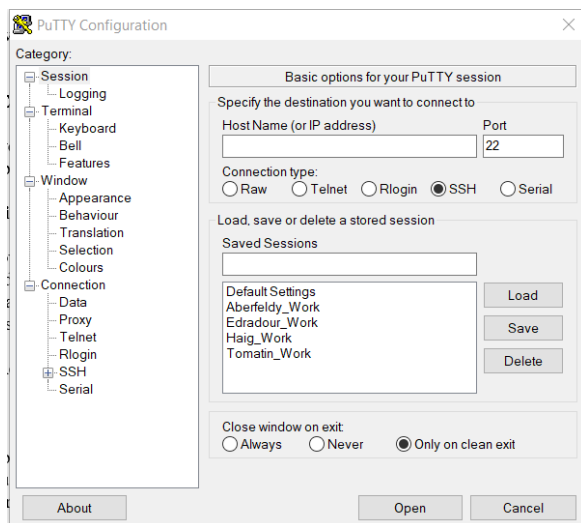 PuTTY Configuration
Category:
Session
Logging
Terminal
Keyboard
Bell
Features
Window
Appearance
Behaviour
Translation
Selection
Colours
Connection
Data
Proxy
Telnet
Rlogin
SSH
Serial
Basic options for your PuTTY session
Specify the destination you want to connect to
Host Name (or IP address) Port
22
Connection type:
Raw Telnet Rlogin SSH Serial
Load, save or delete a stored session
Saved Sessions
Default Settings
Aberfeldy_Work
Edradour_Work
Haig_Work
Tomatin_Work
Load
Save
Delete
Close window on exit:
Always Never Only on clean exit
About Open Cancel